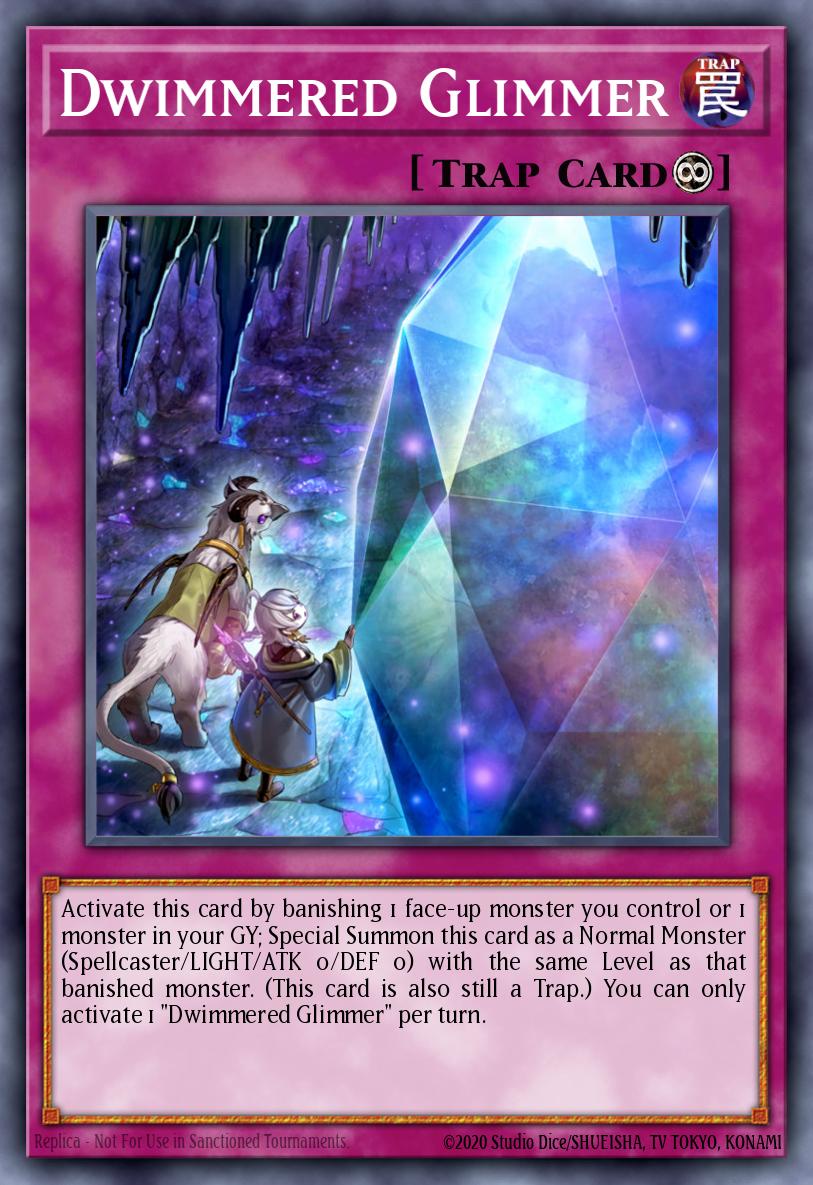 Dwimmered Glimmer
TRAP
罠
[Trap Card∞]
Activate this card by banishing 1 face-up monster you control or 1
monster in your GY; Special Summon this card as a Normal Monster
(Spellcaster/LIGHT/ATK 0/DEF 0) with the same Level as that
banished monster. (This card is also still a Trap.) You can only
activate 1 "Dwimmered Glimmer" per turn.
Replica - Not For Use in Sanctioned Tournaments.
©2020 Studio Dice/SHUEISHA, TV TOKYO, KONAMI